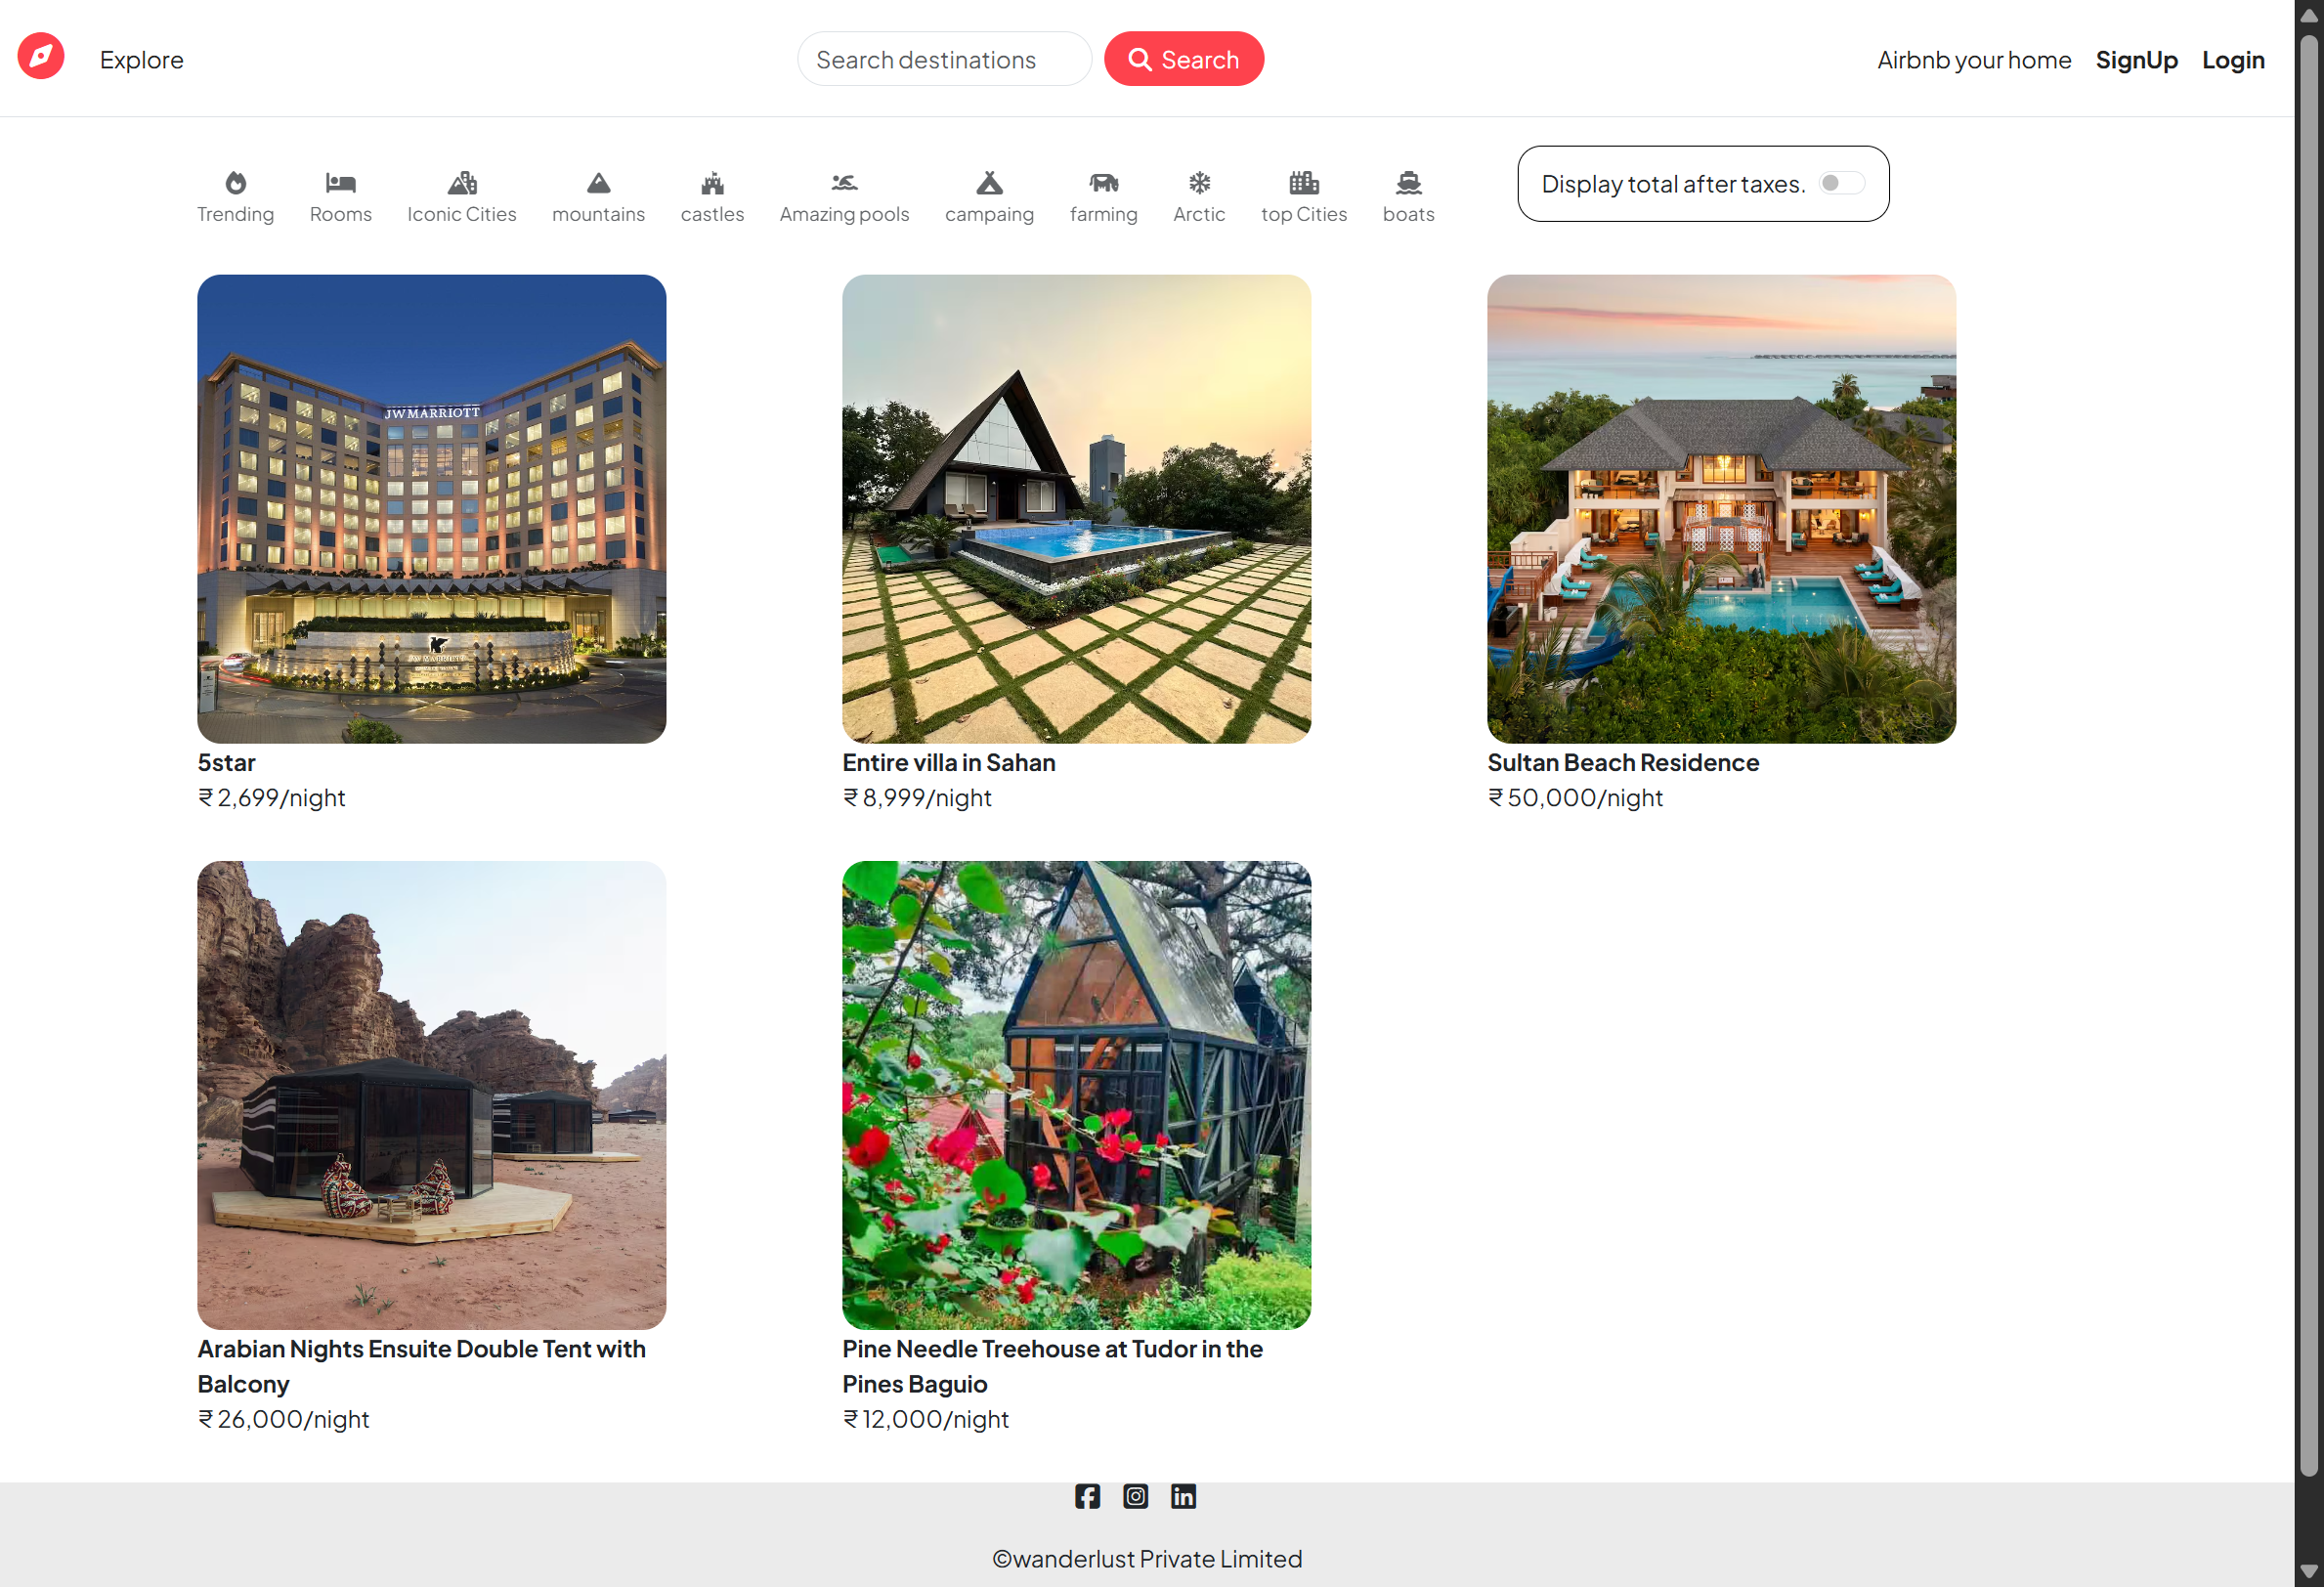 Explore
Search destinations
Search
Airbnb your home SignUp Login
Trending Rooms Iconic Cities mountains castles Amazing pools campaing farming Arctic top Cities boats
Display total after taxes.
JW MARRIOTT
5star
₹ 2,699/night
Entire villa in Sahan
₹ 8,999/night
Sultan Beach Residence
₹ 50,000/night
Arabian Nights Ensuite Double Tent with
Balcony
₹ 26,000/night
Pine Needle Treehouse at Tudor in the
Pines Baguio
₹ 12,000/night
©wanderlust Private Limited